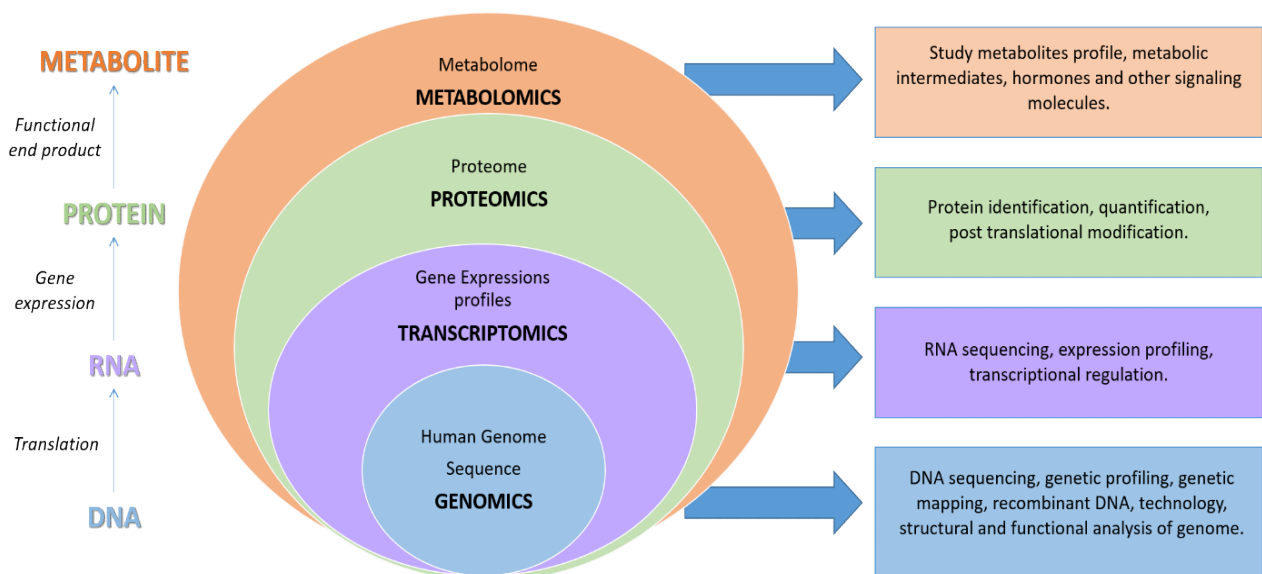 METABOLITE
Functional
end product
PROTEIN
Gene
expression
RNA
Translation
DNA
Metabolome
METABOLOMICS
Proteome
PROTEOMICS
Gene Expressions
profiles
TRANSCRIPTOMICS
Human Genome
Sequence
GENOMICS
Study metabolites profile, metabolic
intermediates, hormones and other signaling
molecules.
Protein identification, quantification,
post translational modification.
RNA sequencing, expression profiling,
transcriptional regulation.
DNA sequencing, genetic profiling, genetic
mapping, recombinant DNA, technology,
structural and functional analysis of genome.